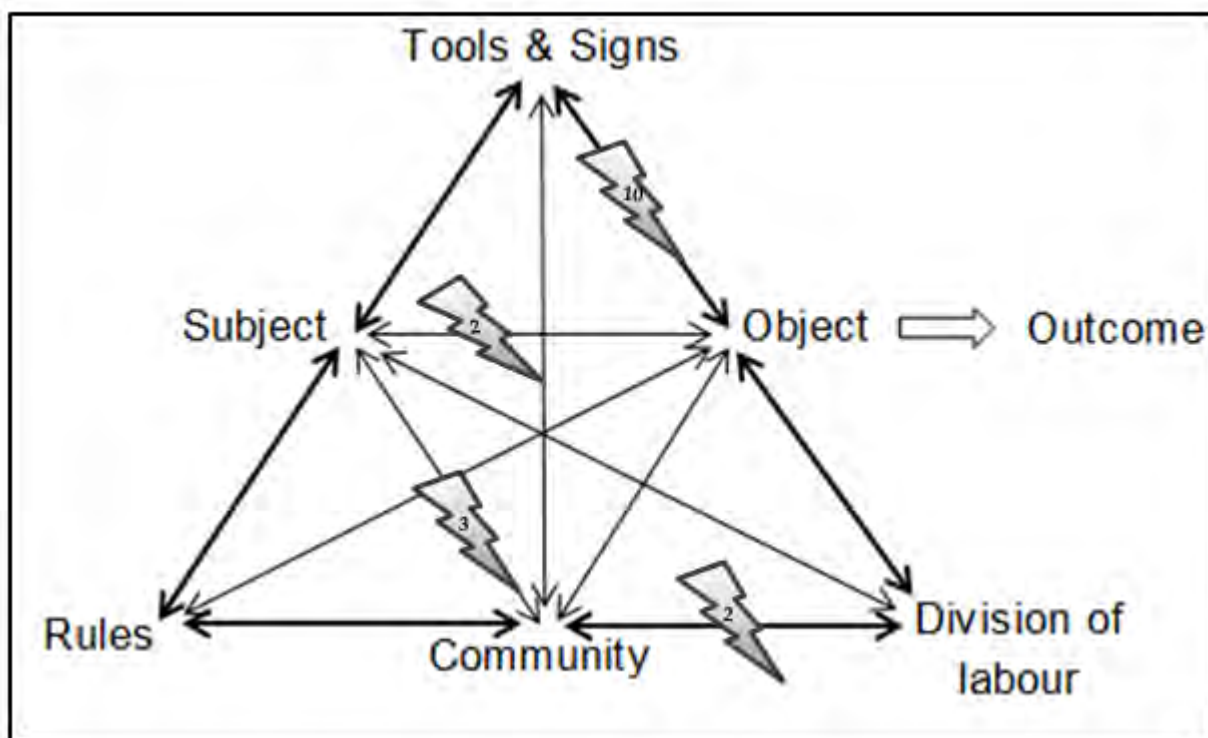 Tools & Signs
10
2
Subject
Object
Outcome
3
2
Rules
Community
Division of
labour